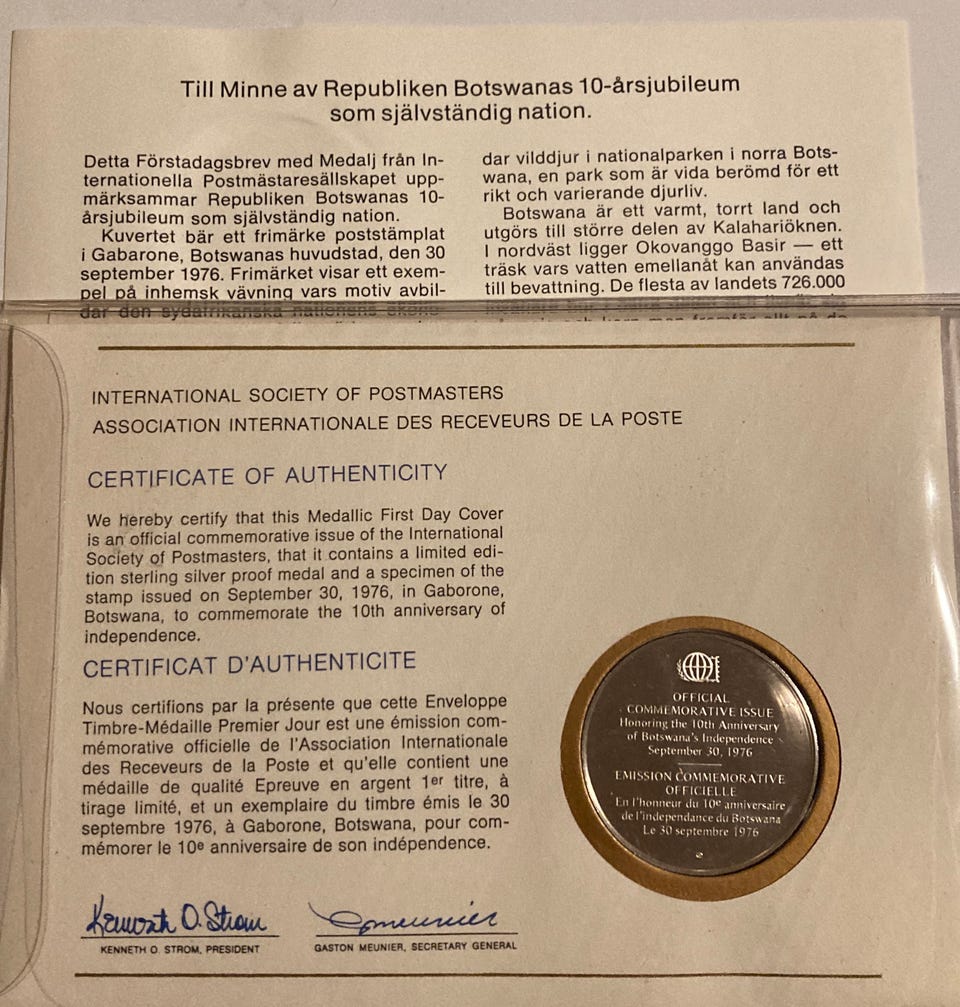 Till Minne av Republiken Botswanas 10-årsjubileum
som självständig nation.
Detta Förstadagsbrev med Medalj från In-
ternationella Postmästaresällskapet upp-
märksammar Republiken Botswanas 10-
årsjubileum som självständig nation.
Kuvertet bär ett frimärke poststämplat
i Gabarone, Botswanas huvudstad, den 30
september 1976. Frimärket visar ett exem-
pel på inhemsk vävning vars motiv avbil-
dar den sydafrikanska nationens ekono-
dar vilddjur i nationalparken i norra Bots-
wana, en park som är vida berömd för ett
rikt och varierande djurliv.
Botswana är ett varmt, torrt land och
utgörs till större delen av Kalahariöknen.
I nordväst ligger Okovanggo Basir — ett
träsk vars vatten emellanåt kan användas
till bevattning. De flesta av landets 726.000
INTERNATIONAL SOCIETY OF POSTMASTERS
ASSOCIATION INTERNATIONALE DES RECEVEURS DE LA POSTE
CERTIFICATE OF AUTHENTICITY
We hereby certify that this Medallic First Day Cover
is an official commemorative issue of the International
Society of Postmasters, that it contains a limited edi-
tion sterling silver proof medal and a specimen of the
stamp issued on September 30, 1976, in Gaborone,
Botswana, to commemorate the 10th anniversary of
independence.
CERTIFICAT D'AUTHENTICITE
Nous certifions par la présente que cette Enveloppe
Timbre-Médaille Premier Jour est une émission com-
mémorative officielle de l'Association Internationale
des Receveurs de la Poste et qu'elle contient une
médaille de qualité Epreuve en argent 1er titre, à
tirage limité, et un exemplaire du timbre émis le 30
septembre 1976, à Gaborone, Botswana, pour com-
mémorer le 10e anniversaire de son indépendence.
Kenneth O. Strom
KENNETH O. STROM, PRESIDENT
G. Meunier
GASTON MEUNIER, SECRETARY GENERAL
OFFICIAL
COMMEMORATIVE ISSUE
Honoring the 10th Anniversary
of Botswana's Independence
September 30, 1976
EMISSION COMMEMORATIVE
OFFICIELLE
En l'honneur du 10e anniversaire
de l'independance du Botswana
Le 30 septembre 1976